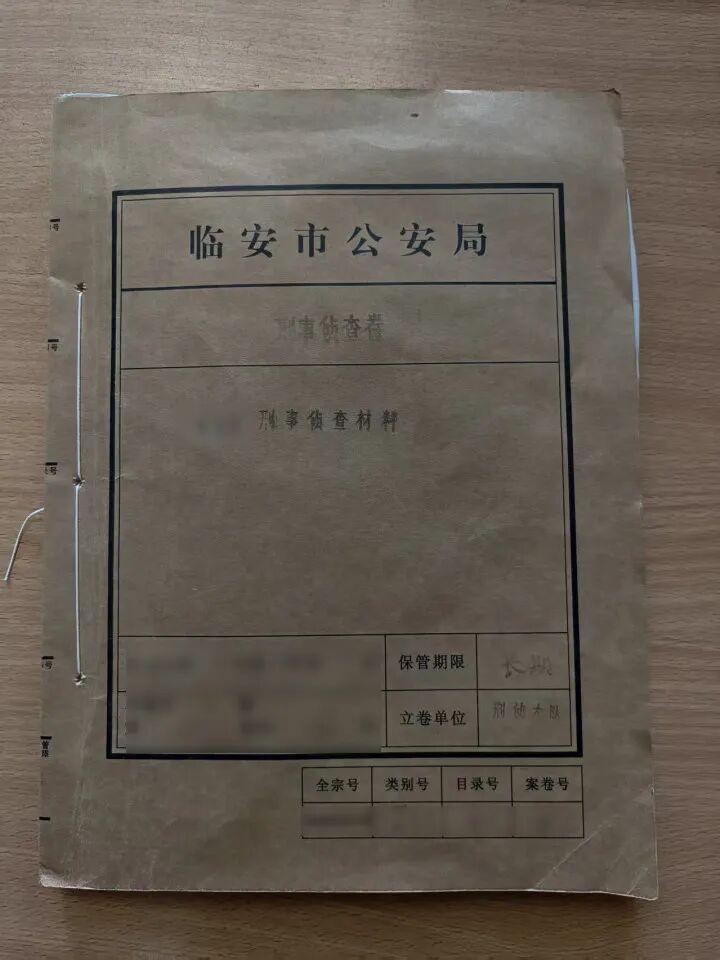 临安市公安局
刑事侦查卷
刑事侦查材料
保管期限 长期
立卷单位 刑侦大队
全宗号 类别号 目录号 案卷号